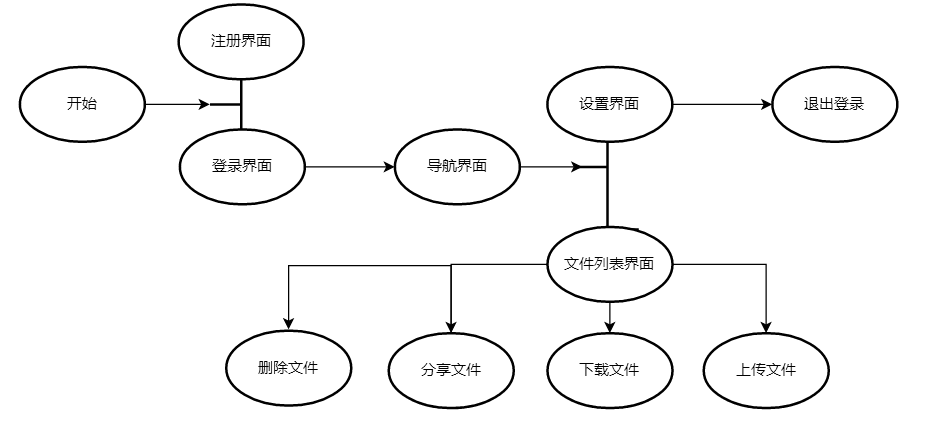 注册界面
开始
设置界面
退出登录
登录界面
导航界面
文件列表界面
删除文件
分享文件
下载文件
上传文件